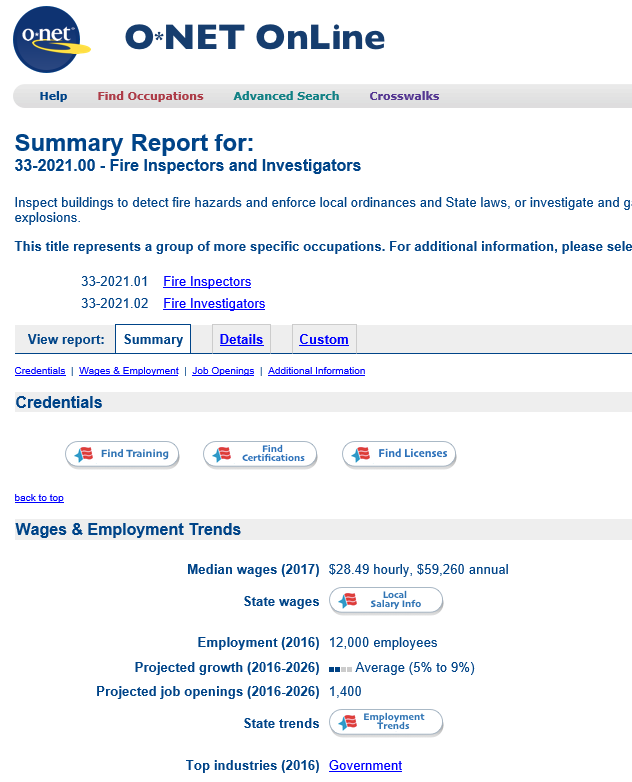 o·net™
O*NET OnLine
Help Find Occupations Advanced Search Crosswalks
Summary Report for:
33-2021.00 - Fire Inspectors and Investigators
Inspect buildings to detect fire hazards and enforce local ordinances and State laws, or investigate and g
explosions.
This title represents a group of more specific occupations. For additional information, please sele
33-2021.01 Fire Inspectors
33-2021.02 Fire Investigators
View report: Summary Details Custom
Credentials | Wages & Employment | Job Openings | Additional Information
Credentials
Find Training Find Certifications Find Licenses
back to top
Wages & Employment Trends
Median wages (2017) $28.49 hourly, $59,260 annual
State wages Local Salary Info
Employment (2016) 12,000 employees
Projected growth (2016-2026) Average (5% to 9%)
Projected job openings (2016-2026) 1,400
State trends Employment Trends
Top industries (2016) Government